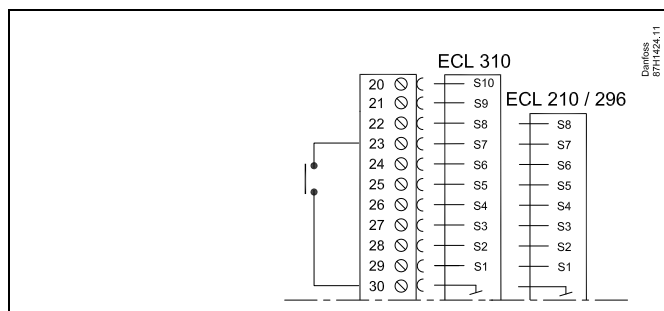 Danfoss
87H1424.11
ECL 310
ECL 210 / 296
20 S10
21 S9
22 S8 S8
23 S7 S7
24 S6 S6
25 S5 S5
26 S4 S4
27 S3 S3
28 S2 S2
29 S1 S1
30